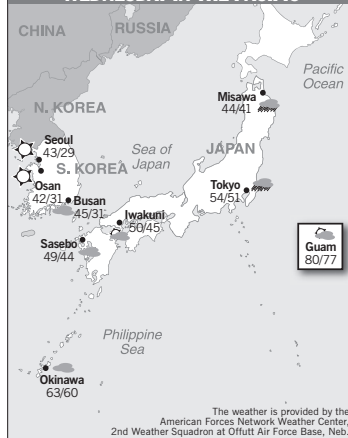 CHINA
RUSSIA
Pacific
Ocean
Misawa
44/41
N. KOREA
Seoul
43/29
Sea of
Japan
JAPAN
S. KOREA
Osan
42/31
Busan
45/31
Iwakuni
50/45
Tokyo
54/51
Sasebo
49/44
Guam
80/77
Philippine
Sea
Okinawa
63/60
The weather is provided by the
American Forces Network Weather Center,
2nd Weather Squadron at Offutt Air Force Base, Neb.